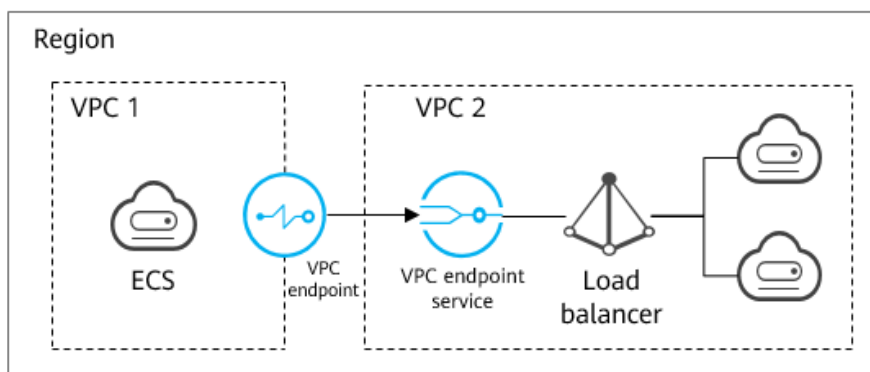 Region
VPC 1
VPC 2
ECS
VPC
endpoint
VPC endpoint
service
Load
balancer